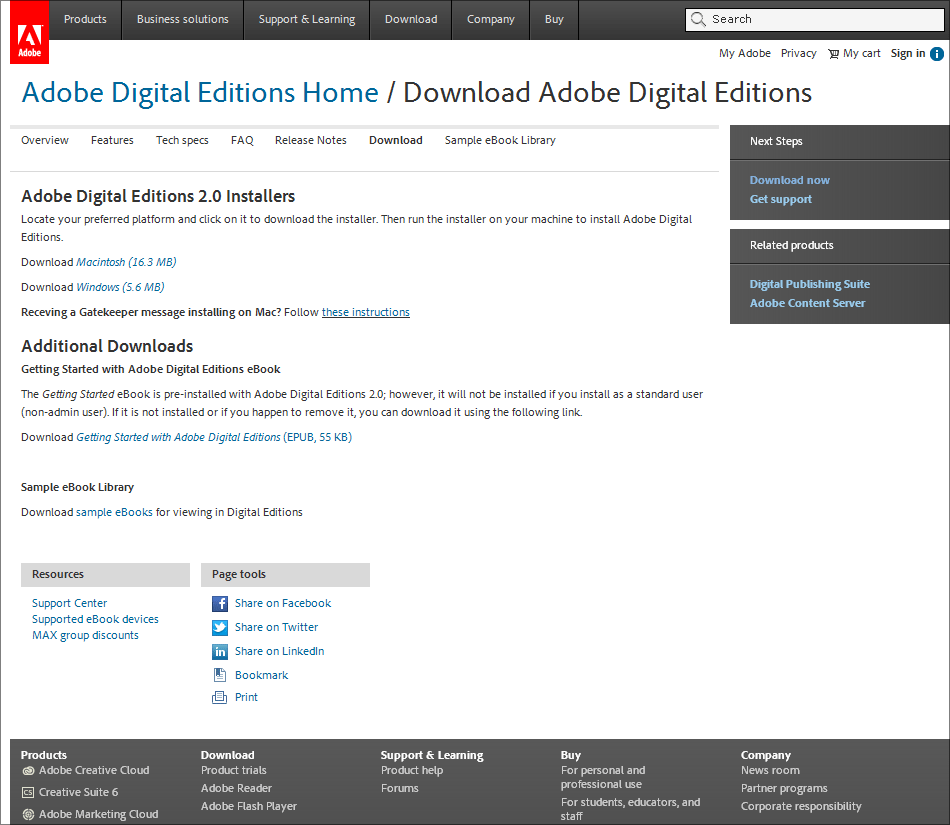 Adobe
Products
Business solutions
Support & Learning
Download
Company
Buy
Search
My Adobe
Privacy
My cart
Sign in
i
Adobe Digital Editions Home / Download Adobe Digital Editions
Overview
Features
Tech specs
FAQ
Release Notes
Download
Sample eBook Library
Adobe Digital Editions 2.0 Installers
Locate your preferred platform and click on it to download the installer. Then run the installer on your machine to install Adobe Digital
Editions.
Download Macintosh (16.3 MB)
Download Windows (5.6 MB)
Receving a Gatekeeper message installing on Mac? Follow these instructions
Additional Downloads
Getting Started with Adobe Digital Editions eBook
The Getting Started eBook is pre-installed with Adobe Digital Editions 2.0; however, it will not be installed if you install as a standard user
(non-admin user). If it is not installed or if you happen to remove it, you can download it using the following link.
Download Getting Started with Adobe Digital Editions (EPUB, 55 KB)
Sample eBook Library
Download sample eBooks for viewing in Digital Editions
Next Steps
Download now
Get support
Related products
Digital Publishing Suite
Adobe Content Server
Resources
Support Center
Supported eBook devices
MAX group discounts
Page tools
Share on Facebook
Share on Twitter
in Share on LinkedIn
Bookmark
Print
Products
Adobe Creative Cloud
CS Creative Suite 6
Adobe Marketing Cloud
Download
Product trials
Adobe Reader
Adobe Flash Player
Support & Learning
Product help
Forums
Buy
For personal and
professional use
For students, educators, and
staff
Company
News room
Partner programs
Corporate responsibility